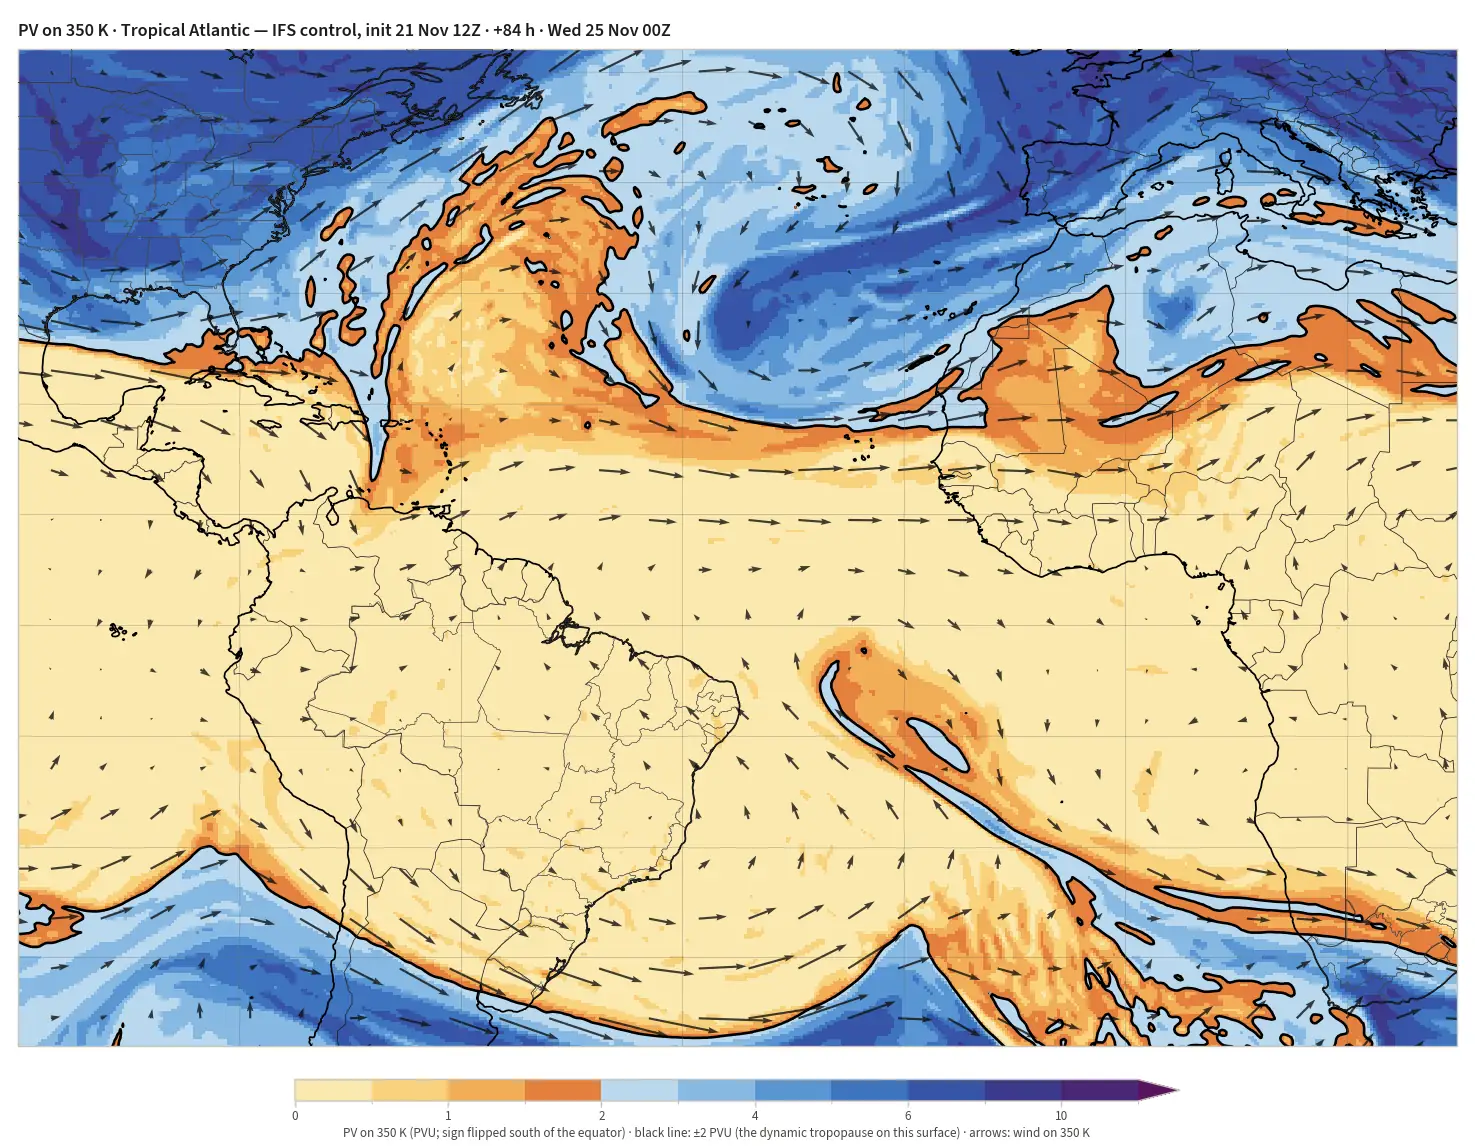 PV on 350 K · Tropical Atlantic — IFS control, init 21 Nov 12Z · +84 h · Wed 25 Nov 00Z
0 1 2 4 6 10
PV on 350 K (PVU; sign flipped south of the equator) · black line: ±2 PVU (the dynamic tropopause on this surface) · arrows: wind on 350 K